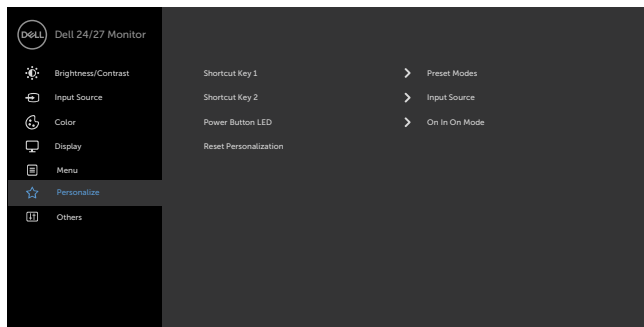 DELL
Dell 24/27 Monitor
Brightness/Contrast
Input Source
Color
Display
Menu
Personalize
Others
Shortcut Key 1 Preset Modes
Shortcut Key 2 Input Source
Power Button LED On In On Mode
Reset Personalization